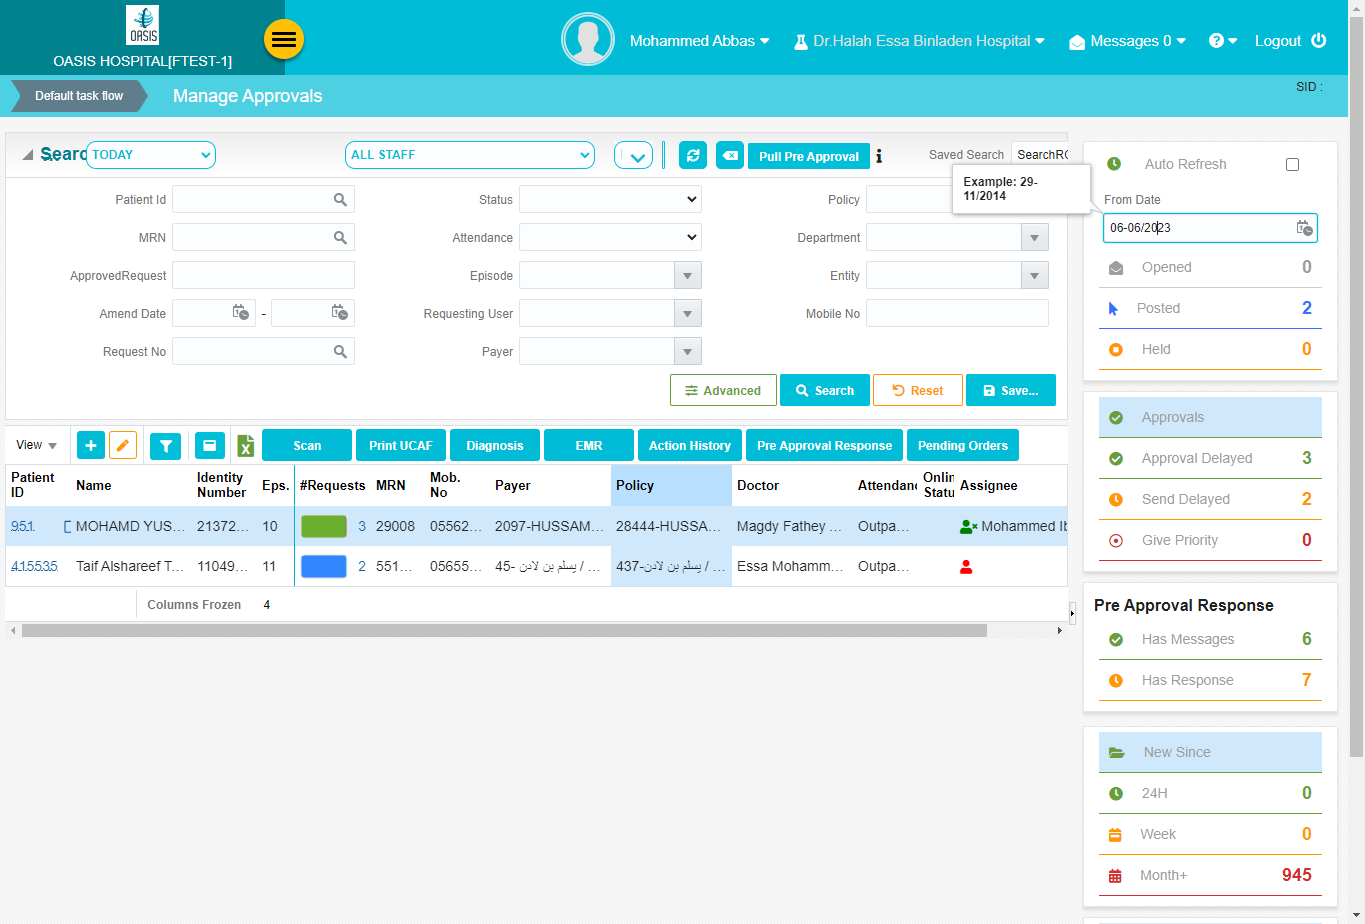 OASIS
OASIS HOSPITAL[FTEST-1]
Mohammed Abbas
Dr.Halah Essa Binladen Hospital
Messages 0
Logout
Default task flow
Manage Approvals
SID :
Searc
TODAY
ALL STAFF
Pull Pre Approval
Saved Search
SearchRC
Patient Id
Status
Policy
MRN
Attendance
Department
ApprovedRequest
Episode
Entity
Amend Date
-
Requesting User
Mobile No
Request No
Payer
Advanced
Search
Reset
Save...
Example: 29-
11/2014
View
Scan
Print UCAF
Diagnosis
EMR
Action History
Pre Approval Response
Pending Orders
Patient ID
Name
Identity Number
Eps.
#Requests
MRN
Mob. No
Payer
Policy
Doctor
Attendanc
Onlin Statu
Assignee
951.
MOHAMD YUS...
21372...
10
3
29008
05562...
2097-HUSSAM...
28444-HUSSA...
Magdy Fathey ...
Outpa...
Mohammed Ib
415535.
Taif Alshareef T...
11049...
11
2
551...
05655...
45- يسلم بن لادن / ...
437-يسلم بن لادن / ...
Essa Mohamm...
Outpa...
Columns Frozen
4
Auto Refresh
From Date
06-06/2023
Opened 0
Posted 2
Held 0
Approvals
Approval Delayed 3
Send Delayed 2
Give Priority 0
Pre Approval Response
Has Messages 6
Has Response 7
New Since
24H 0
Week 0
Month+ 945